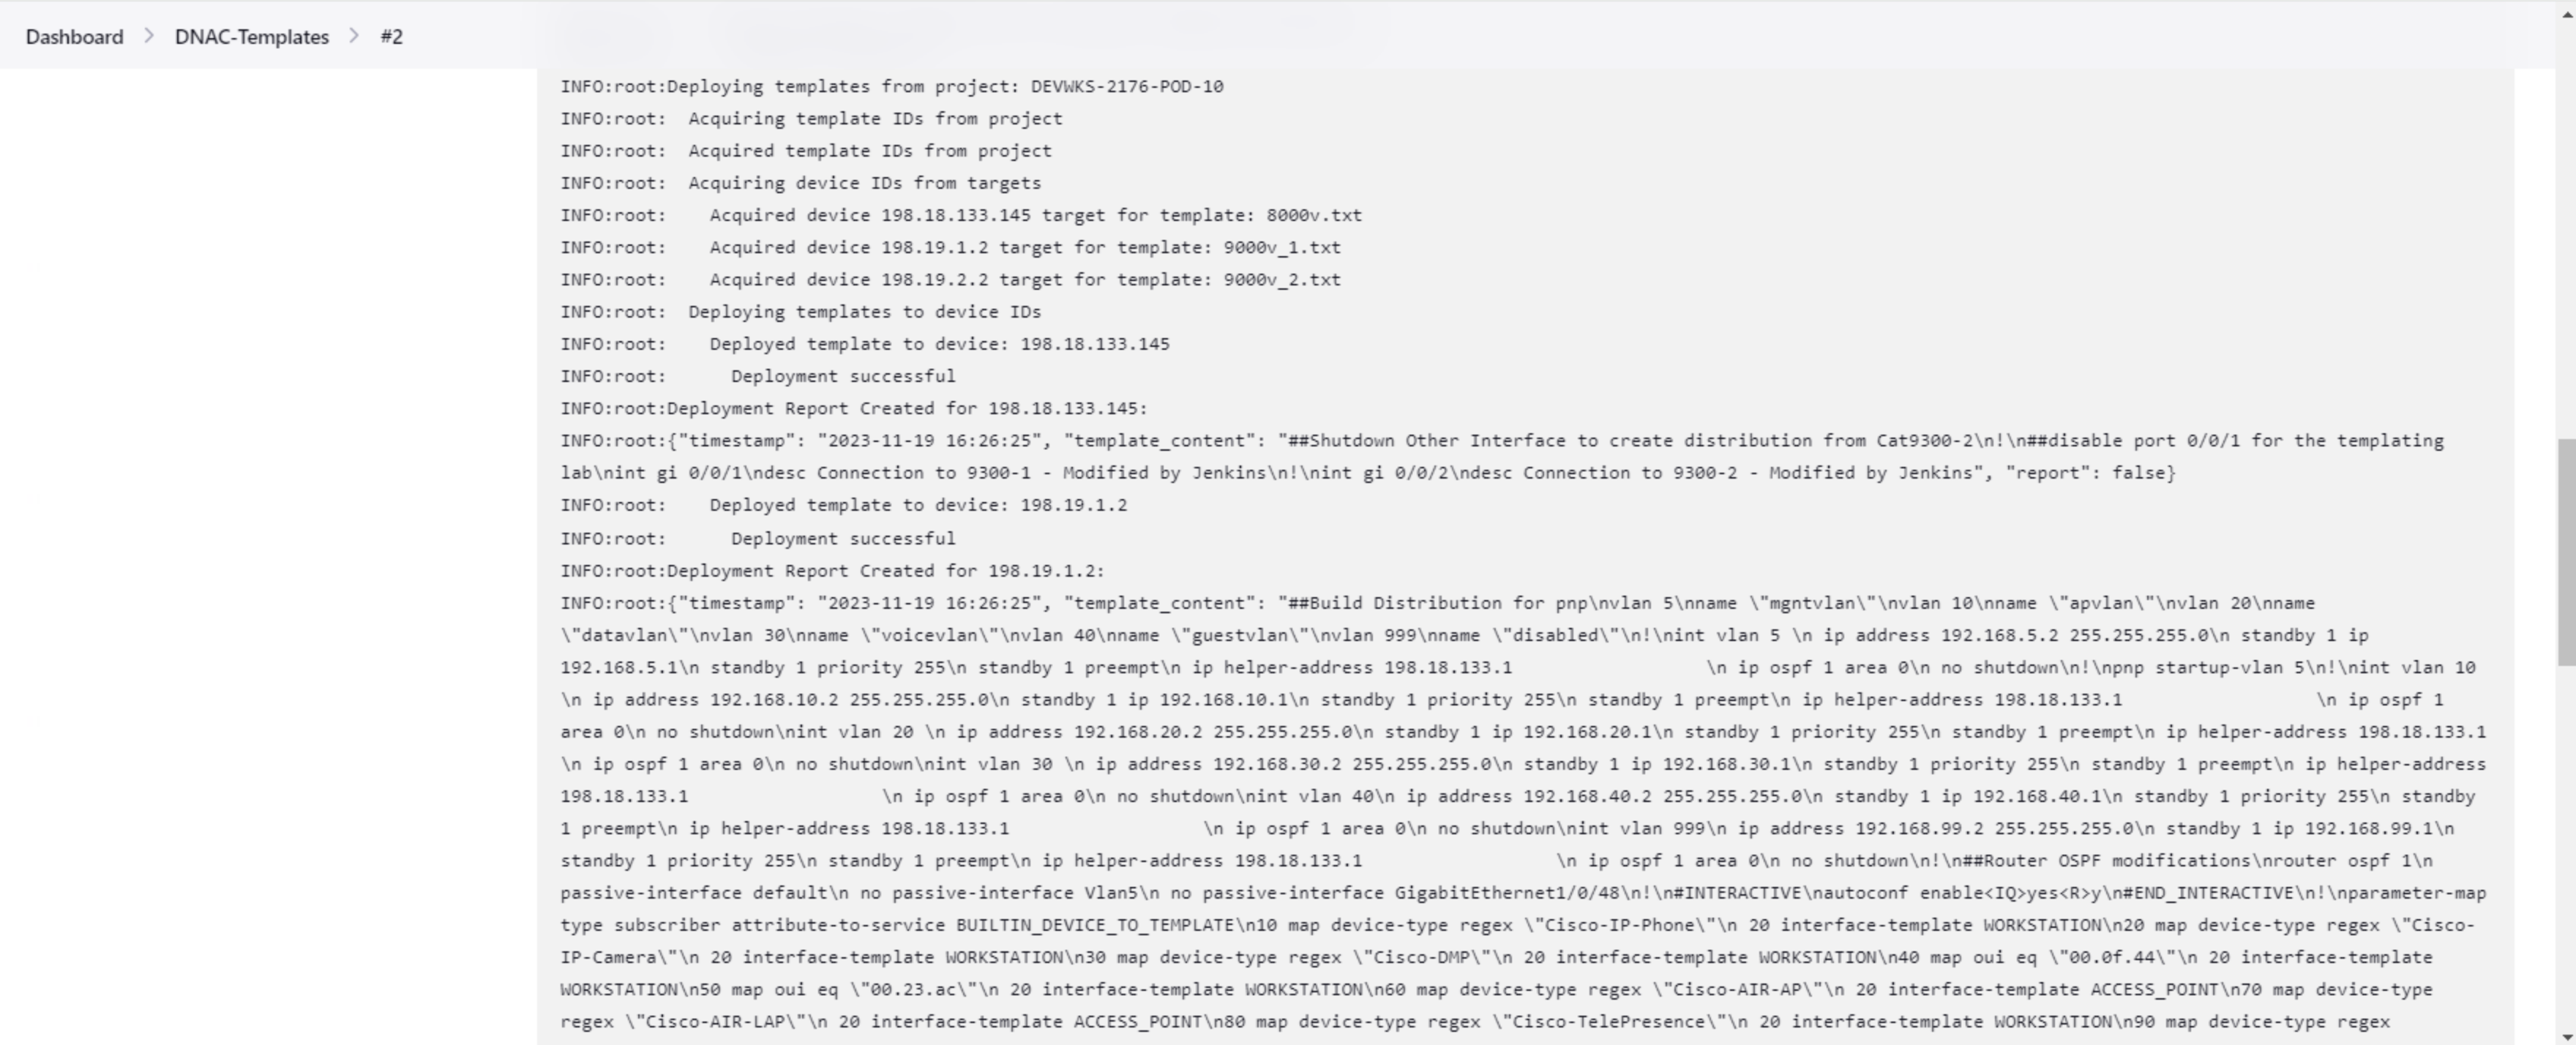 Dashboard > DNAC-Templates > #2
INFO:root:Deploying templates from project: DEVWKS-2176-POD-10
INFO:root:  Acquiring template IDs from project
INFO:root:  Acquired template IDs from project
INFO:root:  Acquiring device IDs from targets
INFO:root:    Acquired device 198.18.133.145 target for template: 8000v.txt
INFO:root:    Acquired device 198.19.1.2 target for template: 9000v_1.txt
INFO:root:    Acquired device 198.19.2.2 target for template: 9000v_2.txt
INFO:root:  Deploying templates to device IDs
INFO:root:    Deployed template to device: 198.18.133.145
INFO:root:      Deployment successful
INFO:root:Deployment Report Created for 198.18.133.145:
INFO:root:{"timestamp": "2023-11-19 16:26:25", "template_content": "##Shutdown Other Interface to create distribution from Cat9300-2\n!\n##disable port 0/0/1 for the templating
lab\nint gi 0/0/1\ndesc Connection to 9300-1 - Modified by Jenkins\n!\nint gi 0/0/2\ndesc Connection to 9300-2 - Modified by Jenkins", "report": false}
INFO:root:    Deployed template to device: 198.19.1.2
INFO:root:      Deployment successful
INFO:root:Deployment Report Created for 198.19.1.2:
INFO:root:{"timestamp": "2023-11-19 16:26:25", "template_content": "##Build Distribution for pnp\nvlan 5\nname \"mgntvlan\"\nvlan 10\nname \"apvlan\"\nvlan 20\nname
\"datavlan\"\nvlan 30\nname \"voicevlan\"\nvlan 40\nname \"guestvlan\"\nvlan 999\nname \"disabled\"\n!\nint vlan 5 \n ip address 192.168.5.2 255.255.255.0\n standby 1 ip
192.168.5.1\n standby 1 priority 255\n standby 1 preempt\n ip helper-address 198.18.133.1                  \n ip ospf 1 area 0\n no shutdown\n!\npnp startup-vlan 5\n!\nint vlan 10
\n ip address 192.168.10.2 255.255.255.0\n standby 1 ip 192.168.10.1\n standby 1 priority 255\n standby 1 preempt\n ip helper-address 198.18.133.1                  \n ip ospf 1
area 0\n no shutdown\nint vlan 20 \n ip address 192.168.20.2 255.255.255.0\n standby 1 ip 192.168.20.1\n standby 1 priority 255\n standby 1 preempt\n ip helper-address 198.18.133.1
\n ip ospf 1 area 0\n no shutdown\nint vlan 30 \n ip address 192.168.30.2 255.255.255.0\n standby 1 ip 192.168.30.1\n standby 1 priority 255\n standby 1 preempt\n ip helper-address
198.18.133.1                  \n ip ospf 1 area 0\n no shutdown\nint vlan 40\n ip address 192.168.40.2 255.255.255.0\n standby 1 ip 192.168.40.1\n standby 1 priority 255\n standby
1 preempt\n ip helper-address 198.18.133.1                  \n ip ospf 1 area 0\n no shutdown\nint vlan 999\n ip address 192.168.99.2 255.255.255.0\n standby 1 ip 192.168.99.1\n
standby 1 priority 255\n standby 1 preempt\n ip helper-address 198.18.133.1                  \n ip ospf 1 area 0\n no shutdown\n!\n##Router OSPF modifications\nrouter ospf 1\n
passive-interface default\n no passive-interface Vlan5\n no passive-interface GigabitEthernet1/0/48\n!\n#INTERACTIVE\nautoconf enable<IQ>yes<R>y\n#END_INTERACTIVE\n!\nparameter-map
type subscriber attribute-to-service BUILTIN_DEVICE_TO_TEMPLATE\n10 map device-type regex \"Cisco-IP-Phone\"\n 20 interface-template WORKSTATION\n20 map device-type regex \"Cisco-
IP-Camera\"\n 20 interface-template WORKSTATION\n30 map device-type regex \"Cisco-DMP\"\n 20 interface-template WORKSTATION\n40 map oui eq \"00.0f.44\"\n 20 interface-template
WORKSTATION\n50 map oui eq \"00.23.ac\"\n 20 interface-template WORKSTATION\n60 map device-type regex \"Cisco-AIR-AP\"\n 20 interface-template ACCESS_POINT\n70 map device-type
regex \"Cisco-AIR-LAP\"\n 20 interface-template ACCESS_POINT\n80 map device-type regex \"Cisco-TelePresence\"\n 20 interface-template WORKSTATION\n90 map device-type regex